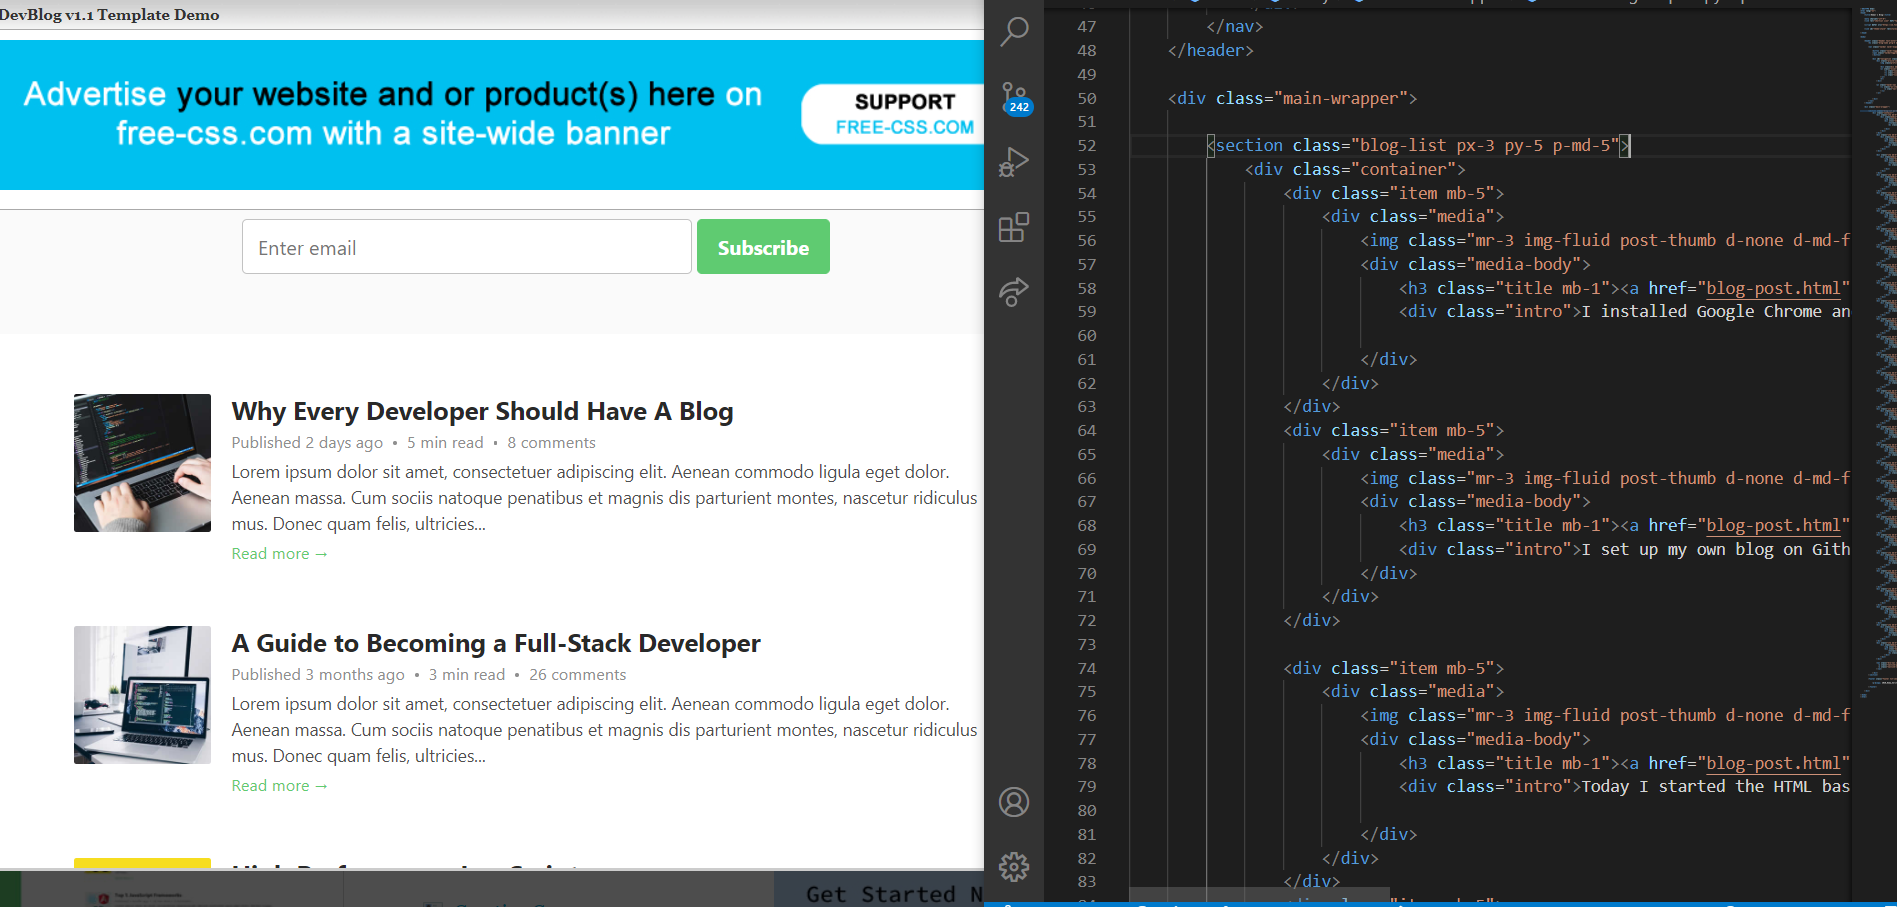 DevBlog v1.1 Template Demo
Advertise your website and or product(s) here on
free-css.com with a site-wide banner
SUPPORT
FREE-CSS.COM
Enter email
Subscribe
Why Every Developer Should Have A Blog
Published 2 days ago • 5 min read • 8 comments
Lorem ipsum dolor sit amet, consectetuer adipiscing elit. Aenean commodo ligula eget dolor.
Aenean massa. Cum sociis natoque penatibus et magnis dis parturient montes, nascetur ridiculus
mus. Donec quam felis, ultricies...
Read more →
A Guide to Becoming a Full-Stack Developer
Published 3 months ago • 3 min read • 26 comments
Lorem ipsum dolor sit amet, consectetuer adipiscing elit. Aenean commodo ligula eget dolor.
Aenean massa. Cum sociis natoque penatibus et magnis dis parturient montes, nascetur ridiculus
mus. Donec quam felis, ultricies...
Read more →
Get Started N
242
47 </nav>
48 </header>
49
50 <div class="main-wrapper">
51
52 <section class="blog-list px-3 py-5 p-md-5">
53 <div class="container">
54 <div class="item mb-5">
55 <div class="media">
56 <img class="mr-3 img-fluid post-thumb d-none d-md-f
57 <div class="media-body">
58 <h3 class="title mb-1"><a href="blog-post.html"
59 <div class="intro">I installed Google Chrome an
60
61 </div>
62 </div>
63 </div>
64 <div class="item mb-5">
65 <div class="media">
66 <img class="mr-3 img-fluid post-thumb d-none d-md-f
67 <div class="media-body">
68 <h3 class="title mb-1"><a href="blog-post.html"
69 <div class="intro">I set up my own blog on Gith
70 </div>
71 </div>
72 </div>
73
74 <div class="item mb-5">
75 <div class="media">
76 <img class="mr-3 img-fluid post-thumb d-none d-md-f
77 <div class="media-body">
78 <h3 class="title mb-1"><a href="blog-post.html"
79 <div class="intro">Today I started the HTML bas
80
81 </div>
82 </div>
83 </div>